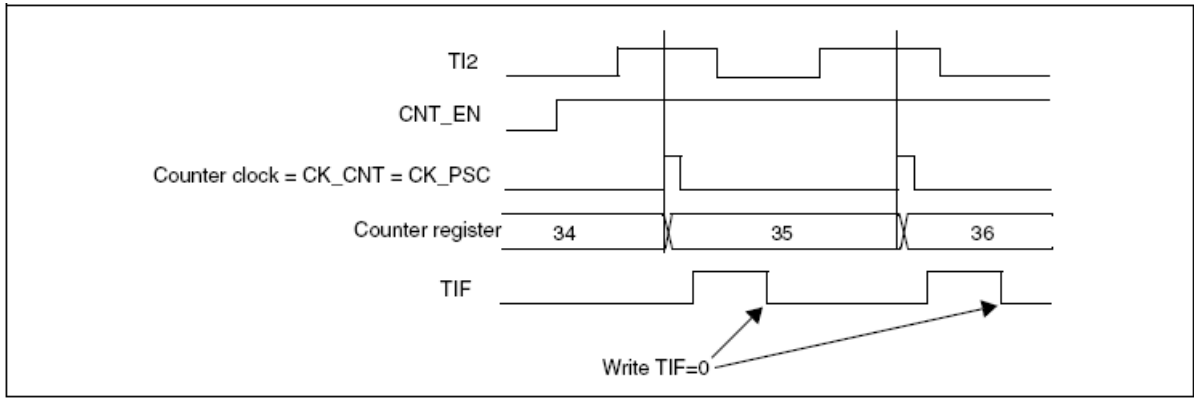 TI2
CNT_EN
Counter clock = CK_CNT = CK_PSC
Counter register 34 35 36
TIF
Write TIF=0